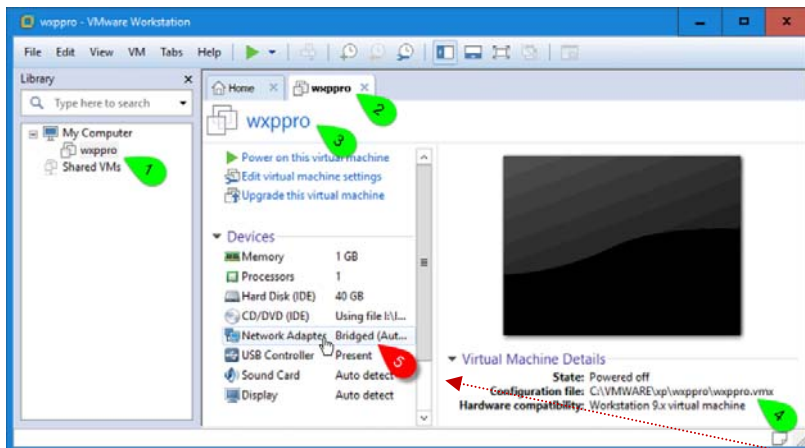 wxppro - VMware Workstation
File Edit View VM Tabs Help
Library
Home
wxppro
2
Type here to search
wxppro
3
My Computer
wxppro
Shared VMs
1
Power on this virtual machine
Edit virtual machine settings
Upgrade this virtual machine
Devices
Memory 1 GB
Processors 1
Hard Disk (IDE) 40 GB
CD/DVD (IDE) Using file I:\I...
Network Adapter Bridged (Aut...
5
USB Controller Present
Sound Card Auto detect
Display Auto detect
Virtual Machine Details
State: Powered off
Configuration file: C:\VMWARE\xp\wxppro\wxppro.vmx
Hardware compatibility: Workstation 9.x virtual machine
4